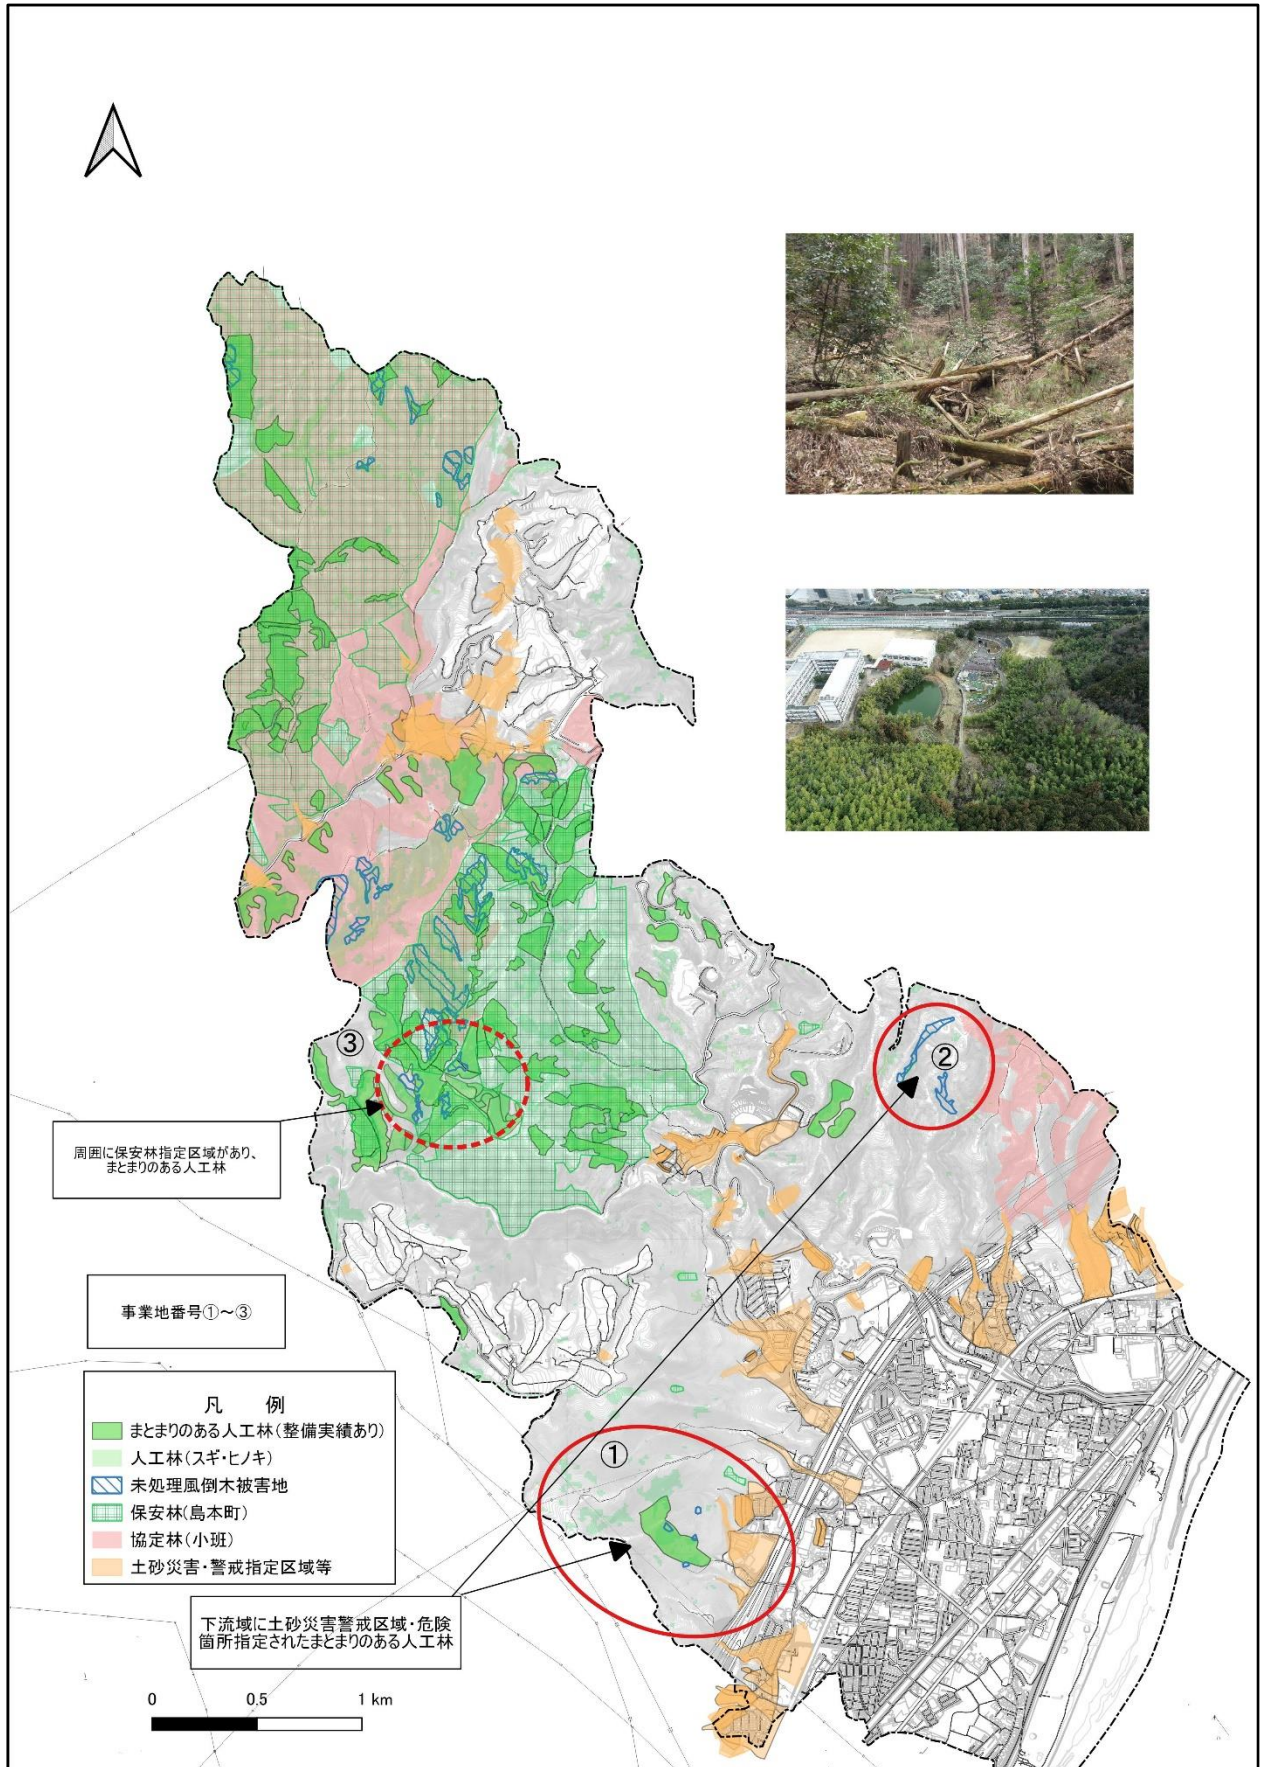 ③
②
周囲に保安林指定区域があり、
まとまりのある人工林
事業地番号①～③
凡　例
まとまりのある人工林(整備実績あり)
人工林(スギ・ヒノキ)
未処理風倒木被害地
保安林(島本町)
協定林(小班)
土砂災害・警戒指定区域等
①
下流域に土砂災害警戒区域・危険
箇所指定されたまとまりのある人工林
0 0.5 1 km